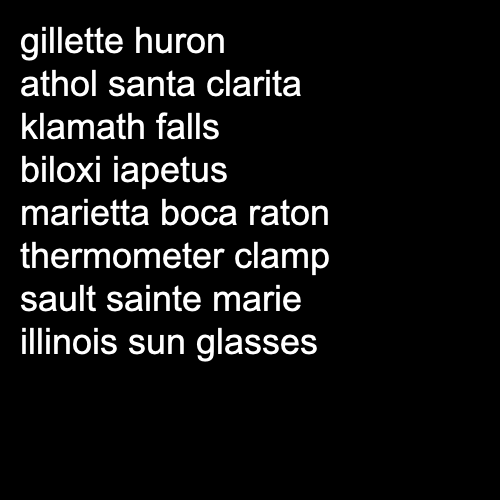 gillette huron
athol santa clarita
klamath falls
biloxi iapetus
marietta boca raton
thermometer clamp
sault sainte marie
illinois sun glasses